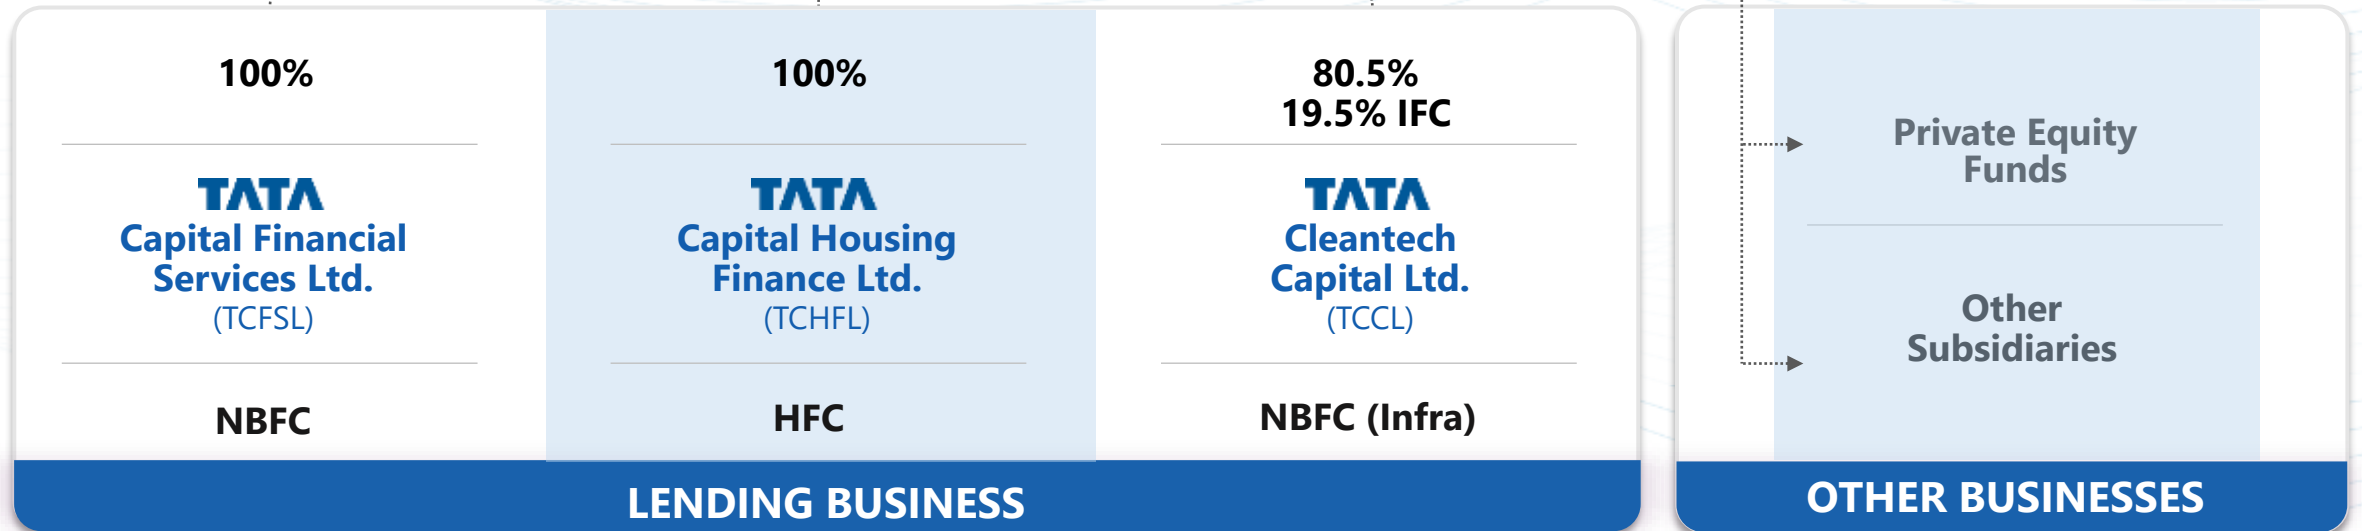 100%
TATA
Capital Financial
Services Ltd.
(TCFSL)
NBFC
100%
TATA
Capital Housing
Finance Ltd.
(TCHFL)
HFC
80.5%
19.5% IFC
TATA
Cleantech
Capital Ltd.
(TCCL)
NBFC (Infra)
LENDING BUSINESS
Private Equity
Funds
Other
Subsidiaries
OTHER BUSINESSES